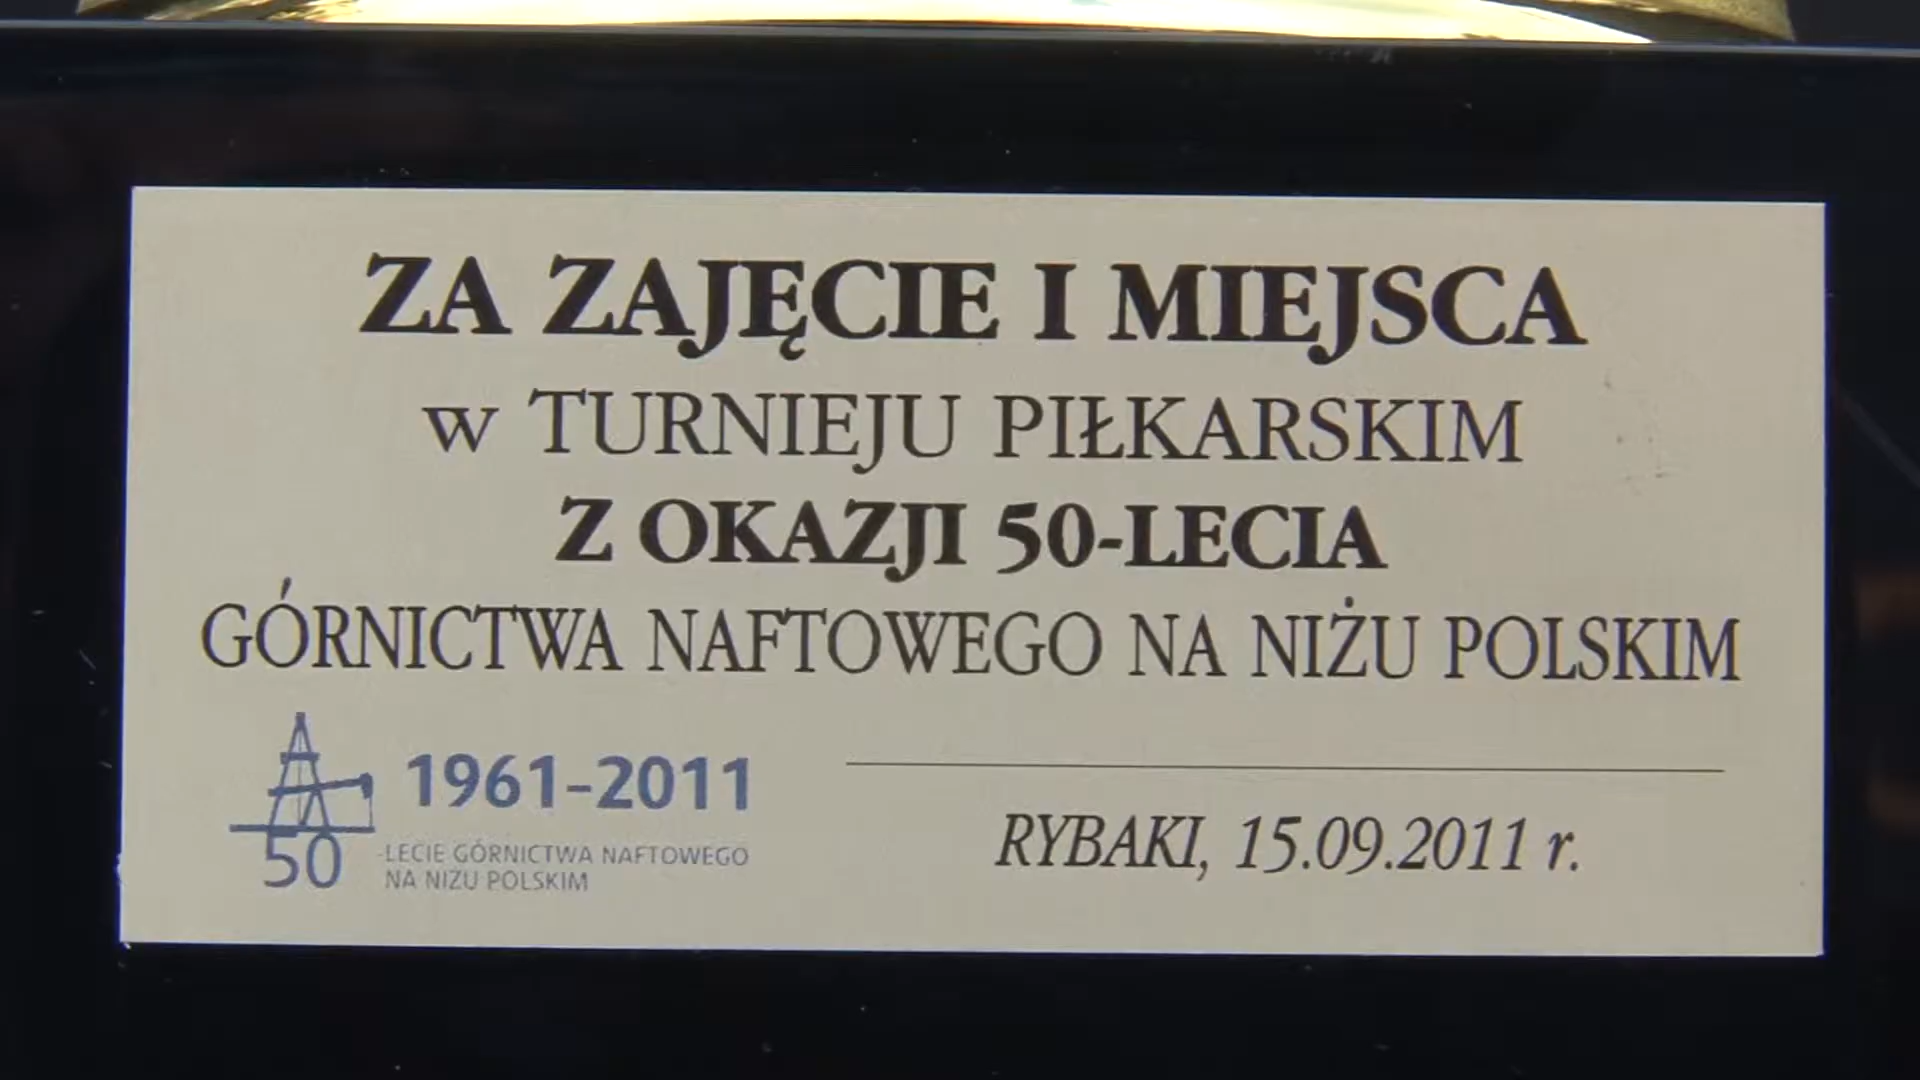 ZA ZAJĘCIE I MIEJSCA
w TURNIEJU PIŁKARSKIM
Z OKAZJI 50-LECIA
GÓRNICTWA NAFTOWEGO NA NIŻU POLSKIM
1961-2011
50 -LECIE GÓRNICTWA NAFTOWEGO
NA NIŻU POLSKIM
RYBAKI, 15.09.2011 r.